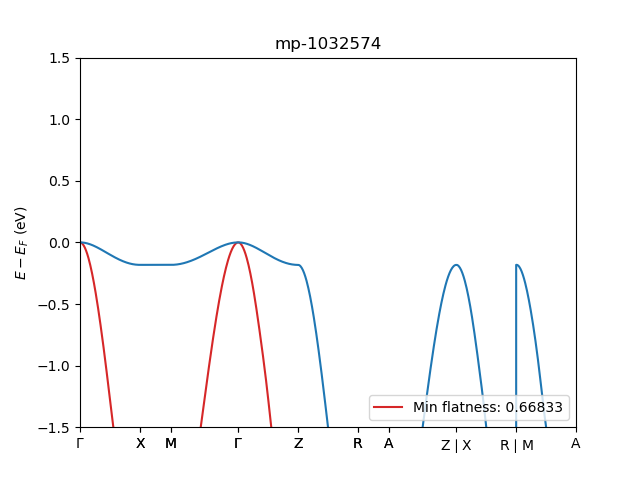 mp-1032574
E − E_F (eV)
1.5
1.0
0.5
0.0
−0.5
−1.0
−1.5
Min flatness: 0.66833
Γ X M Γ Z R A Z | X R | M A